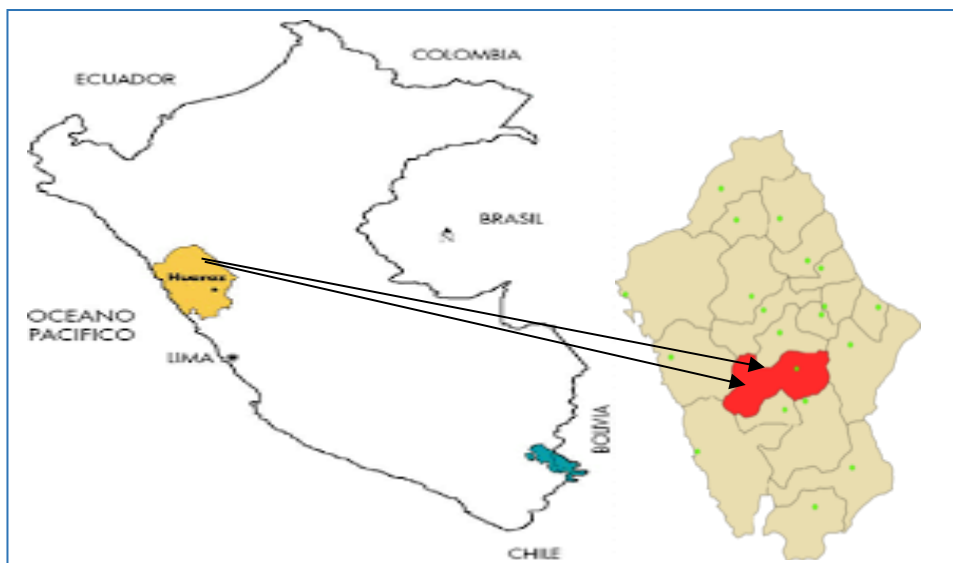 COLOMBIA
ECUADOR
BRASIL
N
Huaraz
OCEANO
PACIFICO
LIMA
BOLIVIA
CHILE